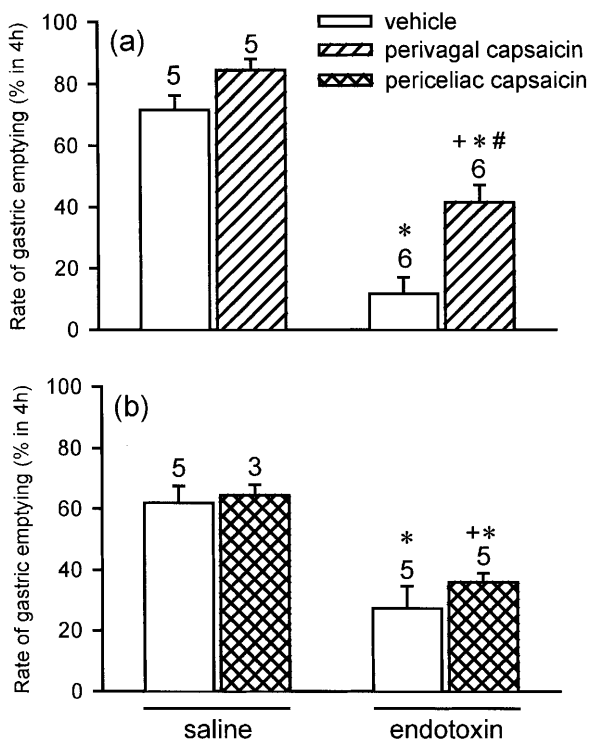 (a)
vehicle
perivagal capsaicin
periceliac capsaicin
Rate of gastric emptying (% in 4h)
100
80
60
40
20
0
5
5
*
6
+ * #
6
(b)
Rate of gastric emptying (% in 4h)
100
80
60
40
20
0
5
3
*
5
+*
5
saline
endotoxin